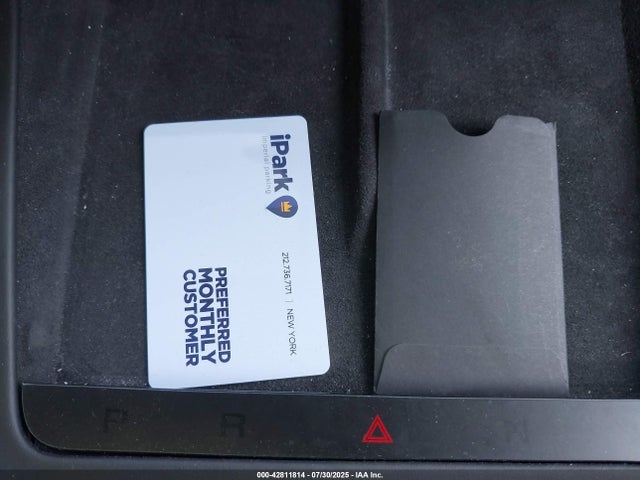 iPark
imperial parking
212.736.7171 | NEW YORK
PREFERRED
MONTHLY
CUSTOMER
P R N
000-42811814 - 07/30/2025 - IAA Inc.